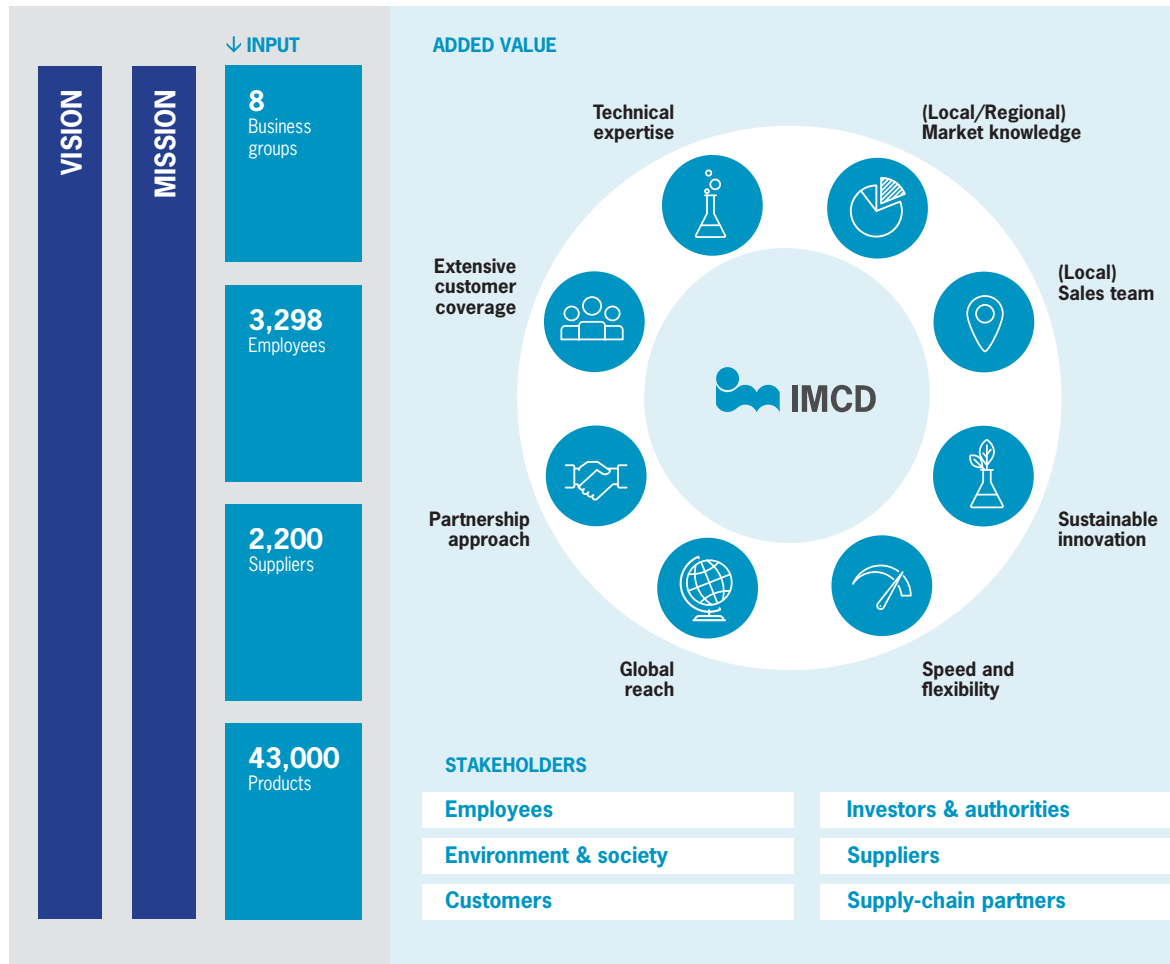 VISION
MISSION
↓ INPUT
8
Business
groups
3,298
Employees
2,200
Suppliers
43,000
Products
ADDED VALUE
Technical
expertise
(Local/Regional)
Market knowledge
Extensive
customer
coverage
(Local)
Sales team
IMCD
Partnership
approach
Sustainable
innovation
Global
reach
Speed and
flexibility
STAKEHOLDERS
Employees
Investors & authorities
Environment & society
Suppliers
Customers
Supply-chain partners